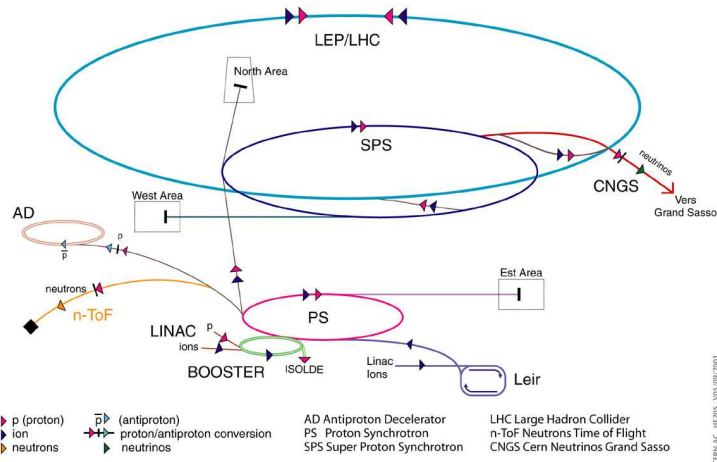 LEP/LHC
North Area
SPS
neutrinos
CNGS
Vers
Grand Sasso
West Area
AD
p
p̅
neutrons
n-ToF
Est Area
PS
LINAC
p
ions
BOOSTER
ISOLDE
Linac
Ions
Leir
p (proton)
ion
neutrons
p̅ (antiproton)
proton/antiproton conversion
neutrinos
AD Antiproton Decelerator
PS Proton Synchrotron
SPS Super Proton Synchrotron
LHC Large Hadron Collider
n-ToF Neutrons Time of Flight
CNGS Cern Neutrinos Grand Sasso